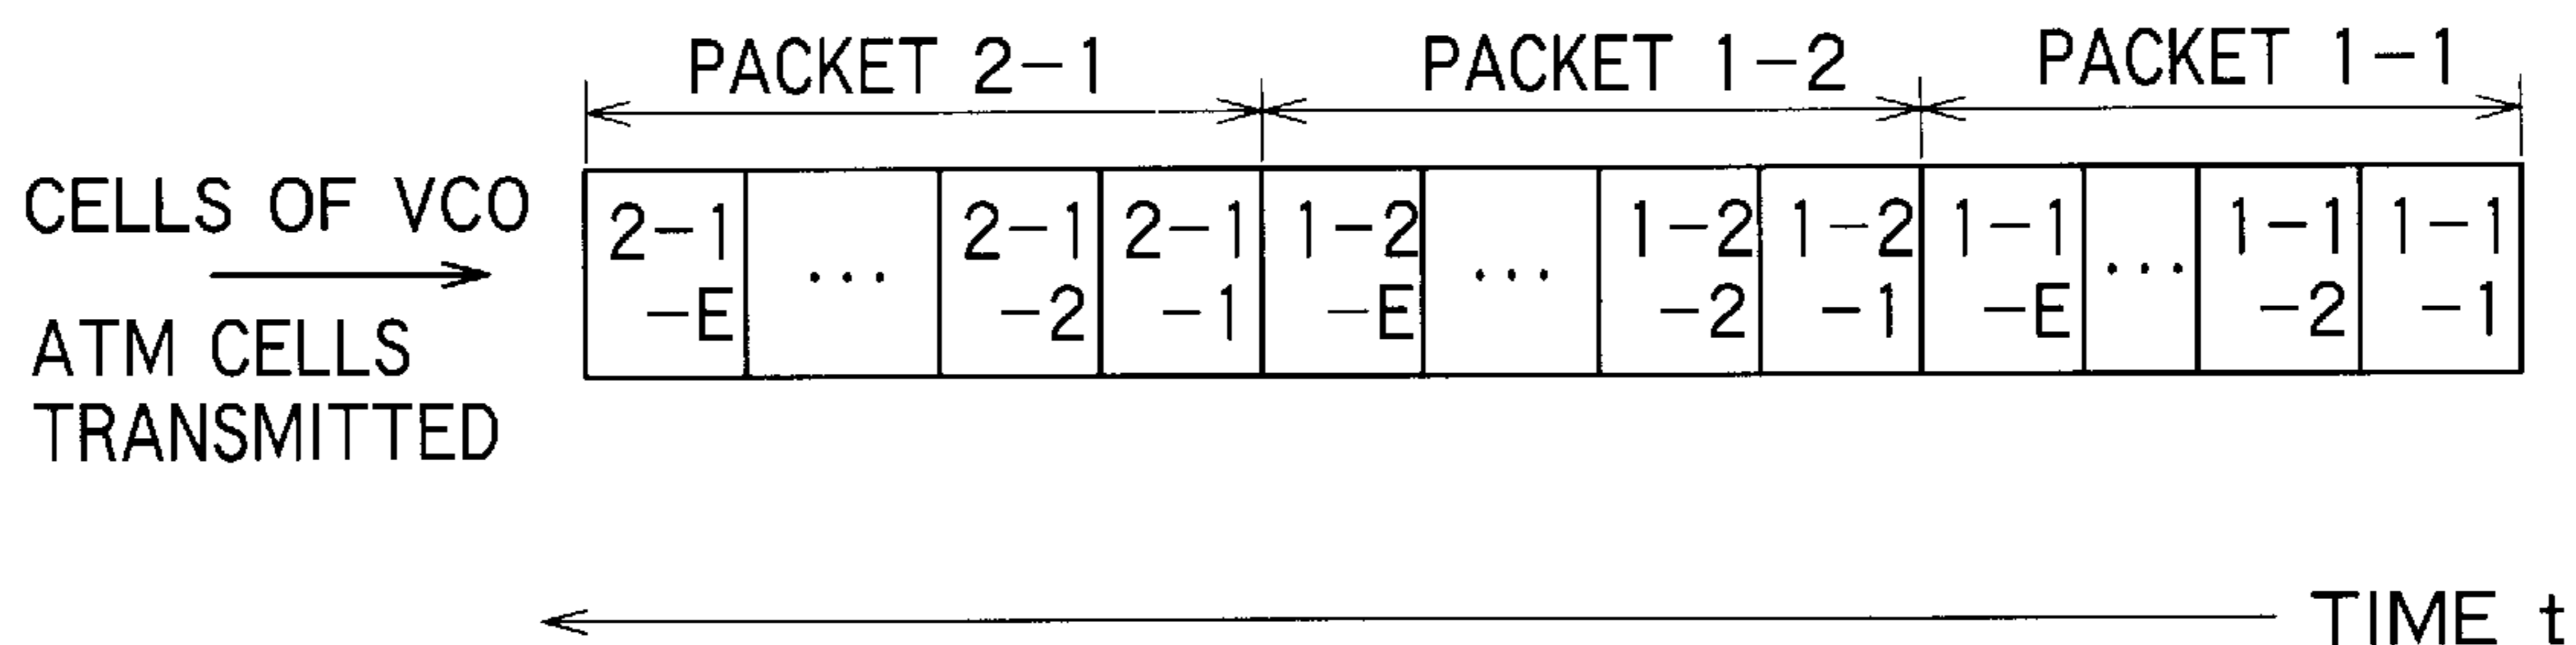 PACKET 2-1 PACKET 1-2 PACKET 1-1
CELLS OF VCO
ATM CELLS
TRANSMITTED
2-1 ... 2-1 2-1 1-2 ... 1-2 1-2 1-1 ... 1-1 1-1
-E -2 -1 -E -2 -1 -E -2 -1
TIME t